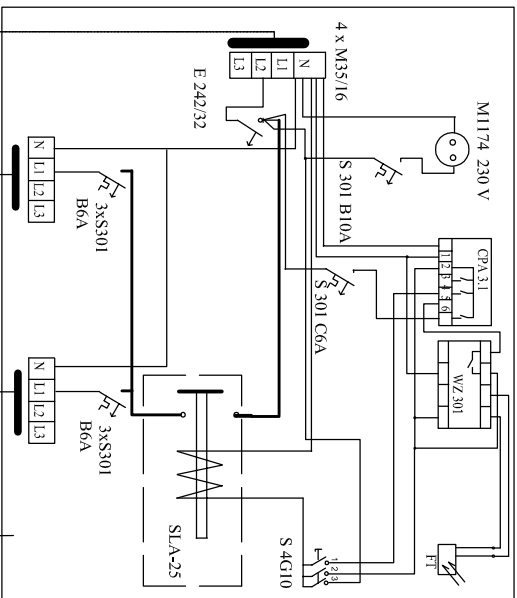 4 x M35/16
N
L1
L2
L3
E 242/32
M1174 230 V
S 301 B10A
S 301 C6A
CPA 3.1
1 2 3 4 5 6
WZ 301
FT
S 4G10
1 2 3
SLA-25
N L1 L2 L3
3xS301
B6A
N L1 L2 L3
3xS301
B6A